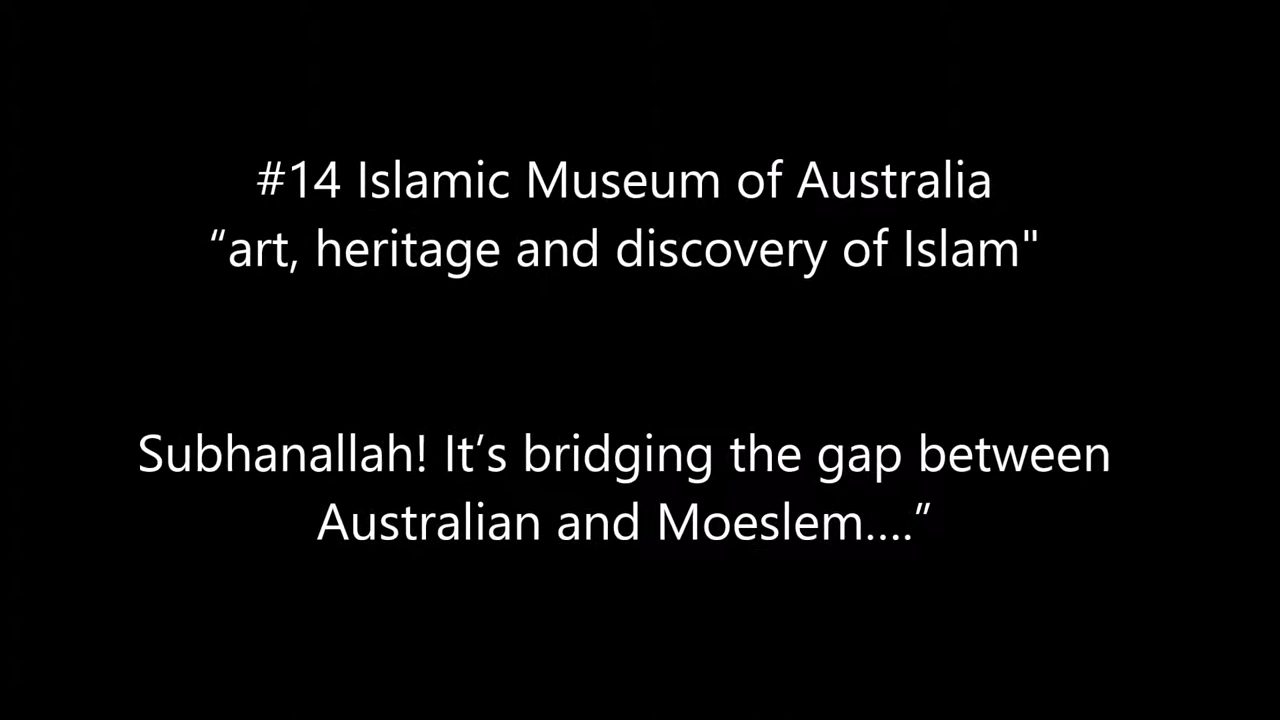 #14 Islamic Museum of Australia
“art, heritage and discovery of Islam"
Subhanallah! It’s bridging the gap between
Australian and Moeslem....”